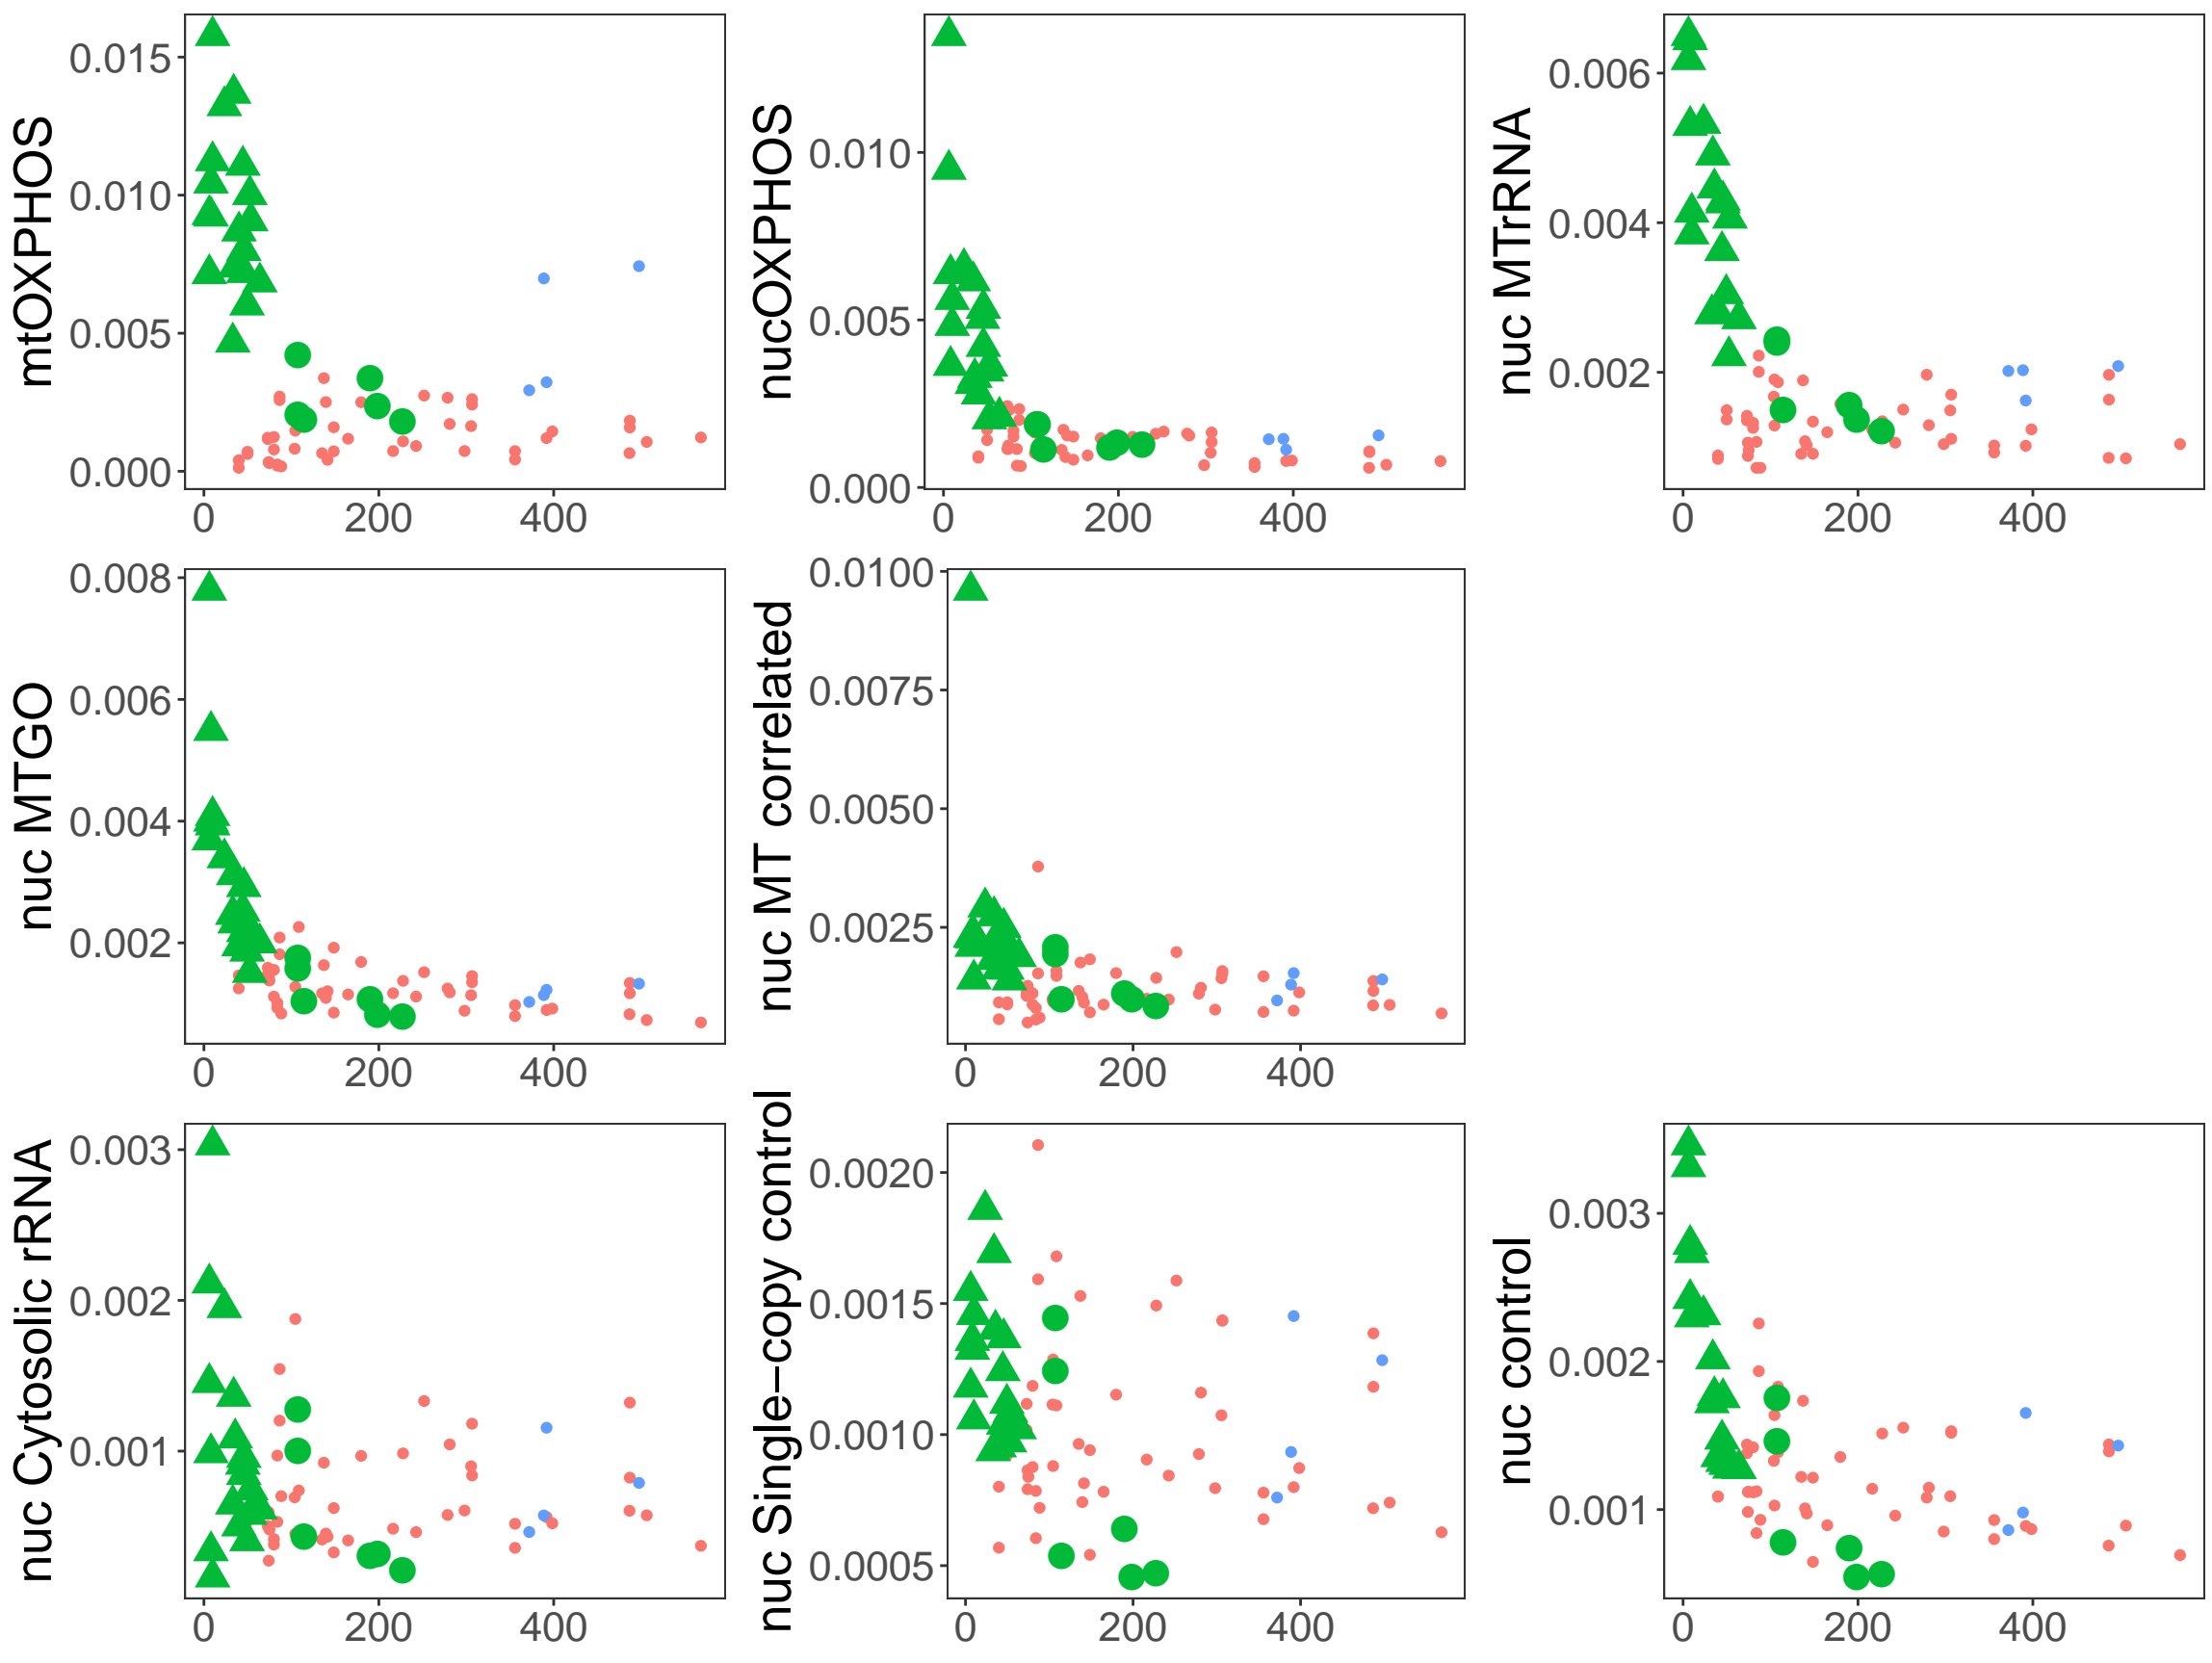 mtOXPHOS
0.015
0.010
0.005
0.000
0 200 400
nucOXPHOS
0.010
0.005
0.000
0 200 400
nuc MTrRNA
0.006
0.004
0.002
0 200 400
nuc MTGO
0.008
0.006
0.004
0.002
0 200 400
nuc MT correlated
0.0100
0.0075
0.0050
0.0025
0 200 400
nuc Cytosolic rRNA
0.003
0.002
0.001
0 200 400
nuc Single−copy control
0.0020
0.0015
0.0010
0.0005
0 200 400
nuc control
0.003
0.002
0.001
0 200 400